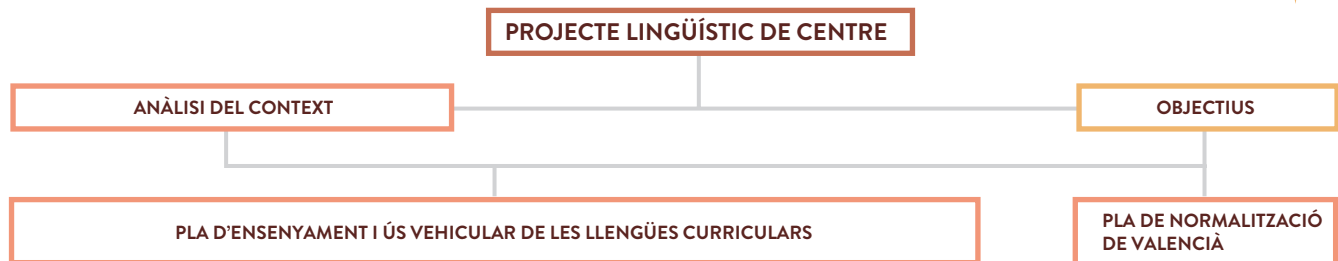 PROJECTE LINGÜÍSTIC DE CENTRE
ANÀLISI DEL CONTEXT
OBJECTIUS
PLA D'ENSENYAMENT I ÚS VEHICULAR DE LES LLENGÜES CURRICULARS
PLA DE NORMALITZACIÓ
DE VALENCIÀ